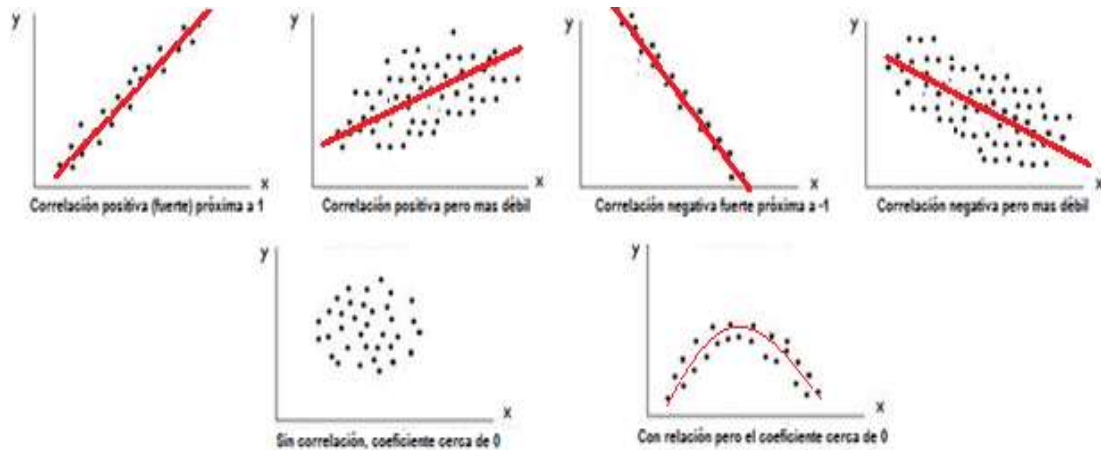 y
x
Correlación positiva (fuerte) próxima a 1
y
x
Correlación positiva pero mas débil
y
x
Correlación negativa fuerte próxima a -1
y
x
Correlación negativa pero mas débil
y
x
Sin correlación, coeficiente cerca de 0
y
x
Con relación pero el coeficiente cerca de 0